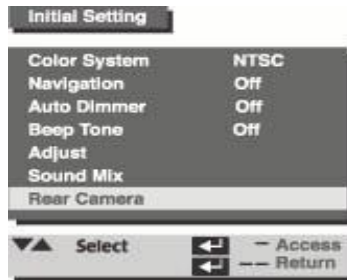 Initial Setting
Color System NTSC
Navigation Off
Auto Dimmer Off
Beep Tone Off
Adjust
Sound Mix
Rear Camera
▼▲ Select ↵ – Access
↵ –– Return